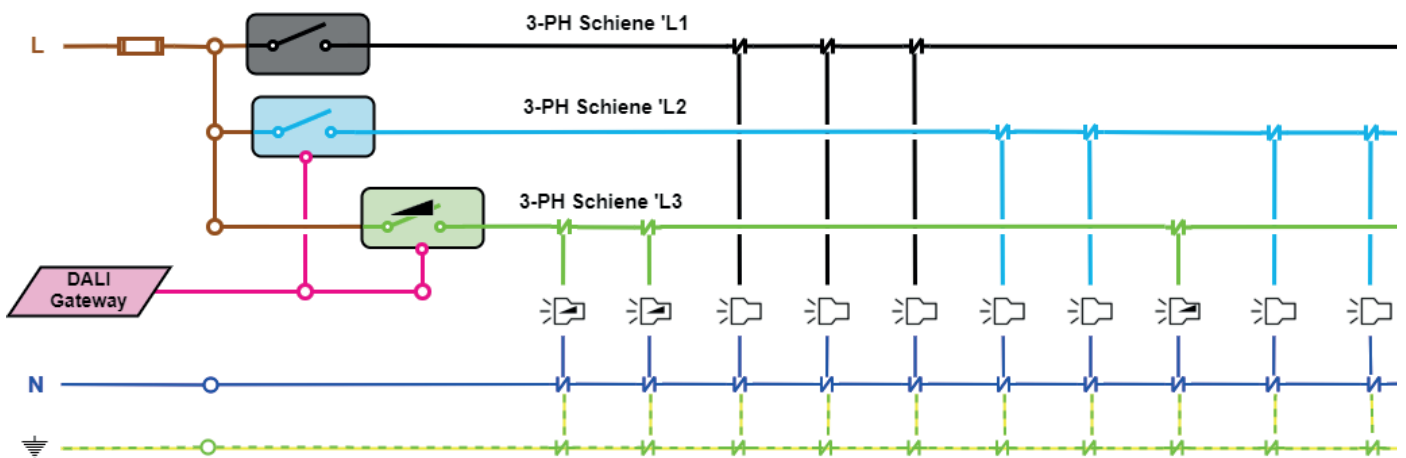 3-PH Schiene 'L1
L
3-PH Schiene 'L2
3-PH Schiene 'L3
DALI
Gateway
N